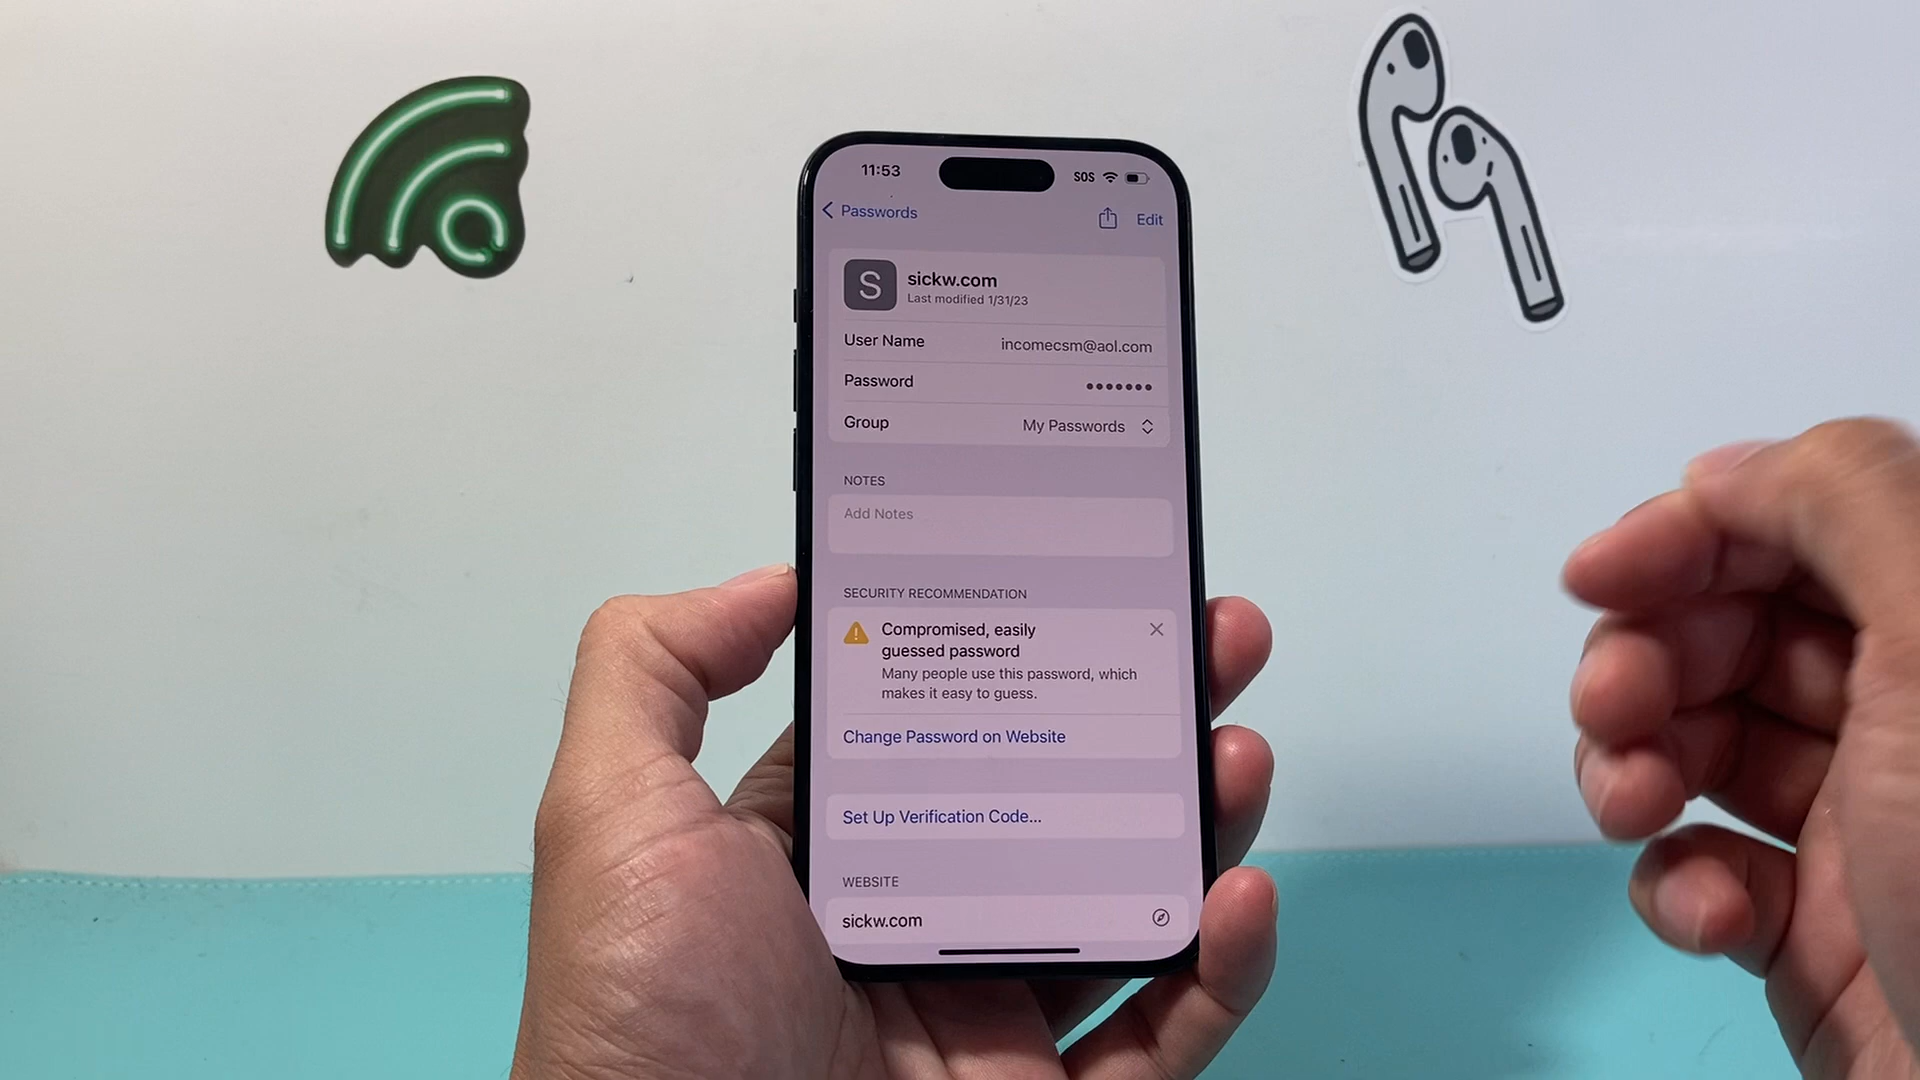 11:53
SOS
Passwords
Edit
S
sickw.com
Last modified 1/31/23
User Name
incomecsm@aol.com
Password
•••••••
Group
My Passwords
NOTES
Add Notes
SECURITY RECOMMENDATION
Compromised, easily
guessed password
Many people use this password, which
makes it easy to guess.
Change Password on Website
Set Up Verification Code...
WEBSITE
sickw.com